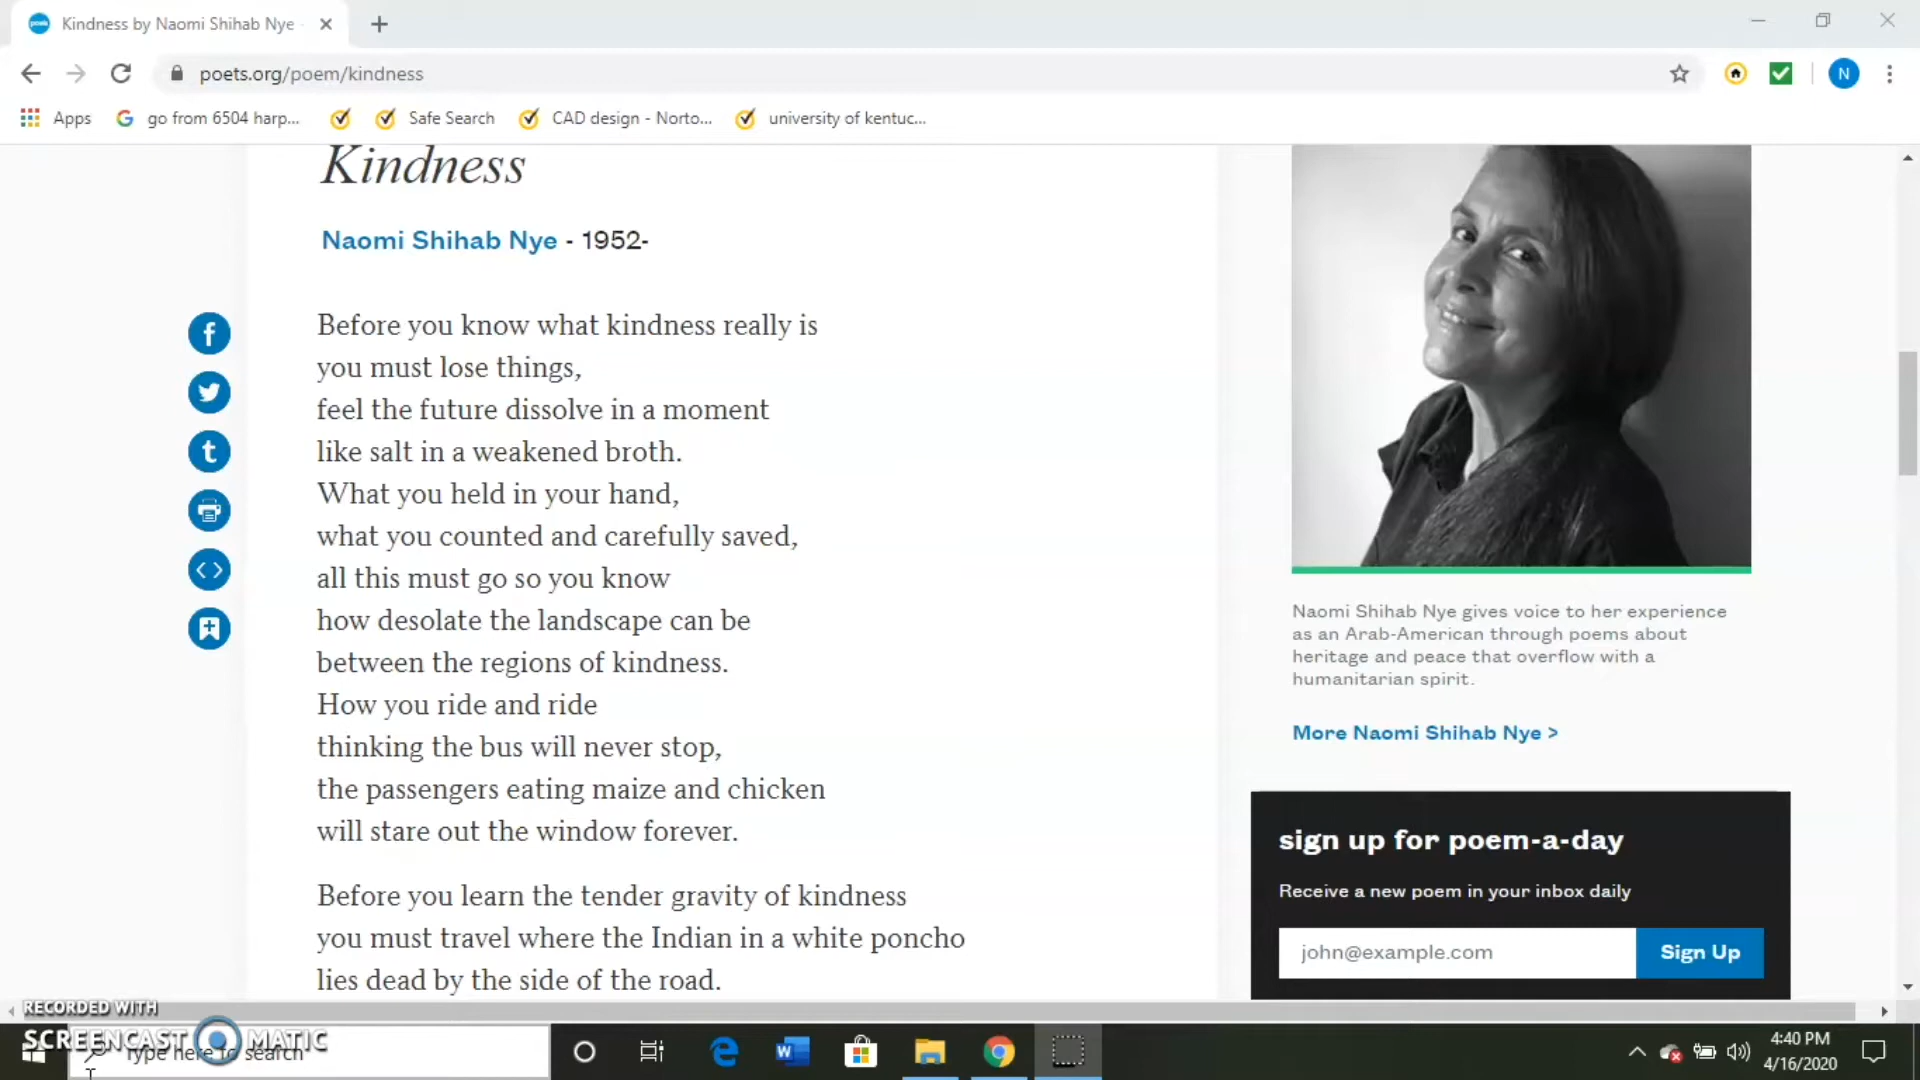 Kindness by Naomi Shihab Nye
poets.org/poem/kindness
N
Apps
go from 6504 harp...
Safe Search
CAD design - Norto...
university of kentuc...
Kindness
Naomi Shihab Nye - 1952-
Before you know what kindness really is
you must lose things,
feel the future dissolve in a moment
like salt in a weakened broth.
What you held in your hand,
what you counted and carefully saved,
all this must go so you know
how desolate the landscape can be
between the regions of kindness.
How you ride and ride
thinking the bus will never stop,
the passengers eating maize and chicken
will stare out the window forever.
Before you learn the tender gravity of kindness
you must travel where the Indian in a white poncho
lies dead by the side of the road.
Naomi Shihab Nye gives voice to her experience
as an Arab-American through poems about
heritage and peace that overflow with a
humanitarian spirit.
More Naomi Shihab Nye >
sign up for poem-a-day
Receive a new poem in your inbox daily
john@example.com
Sign Up
RECORDED WITH
SCREENCAST MATIC
Type here to search
4:40 PM
4/16/2020